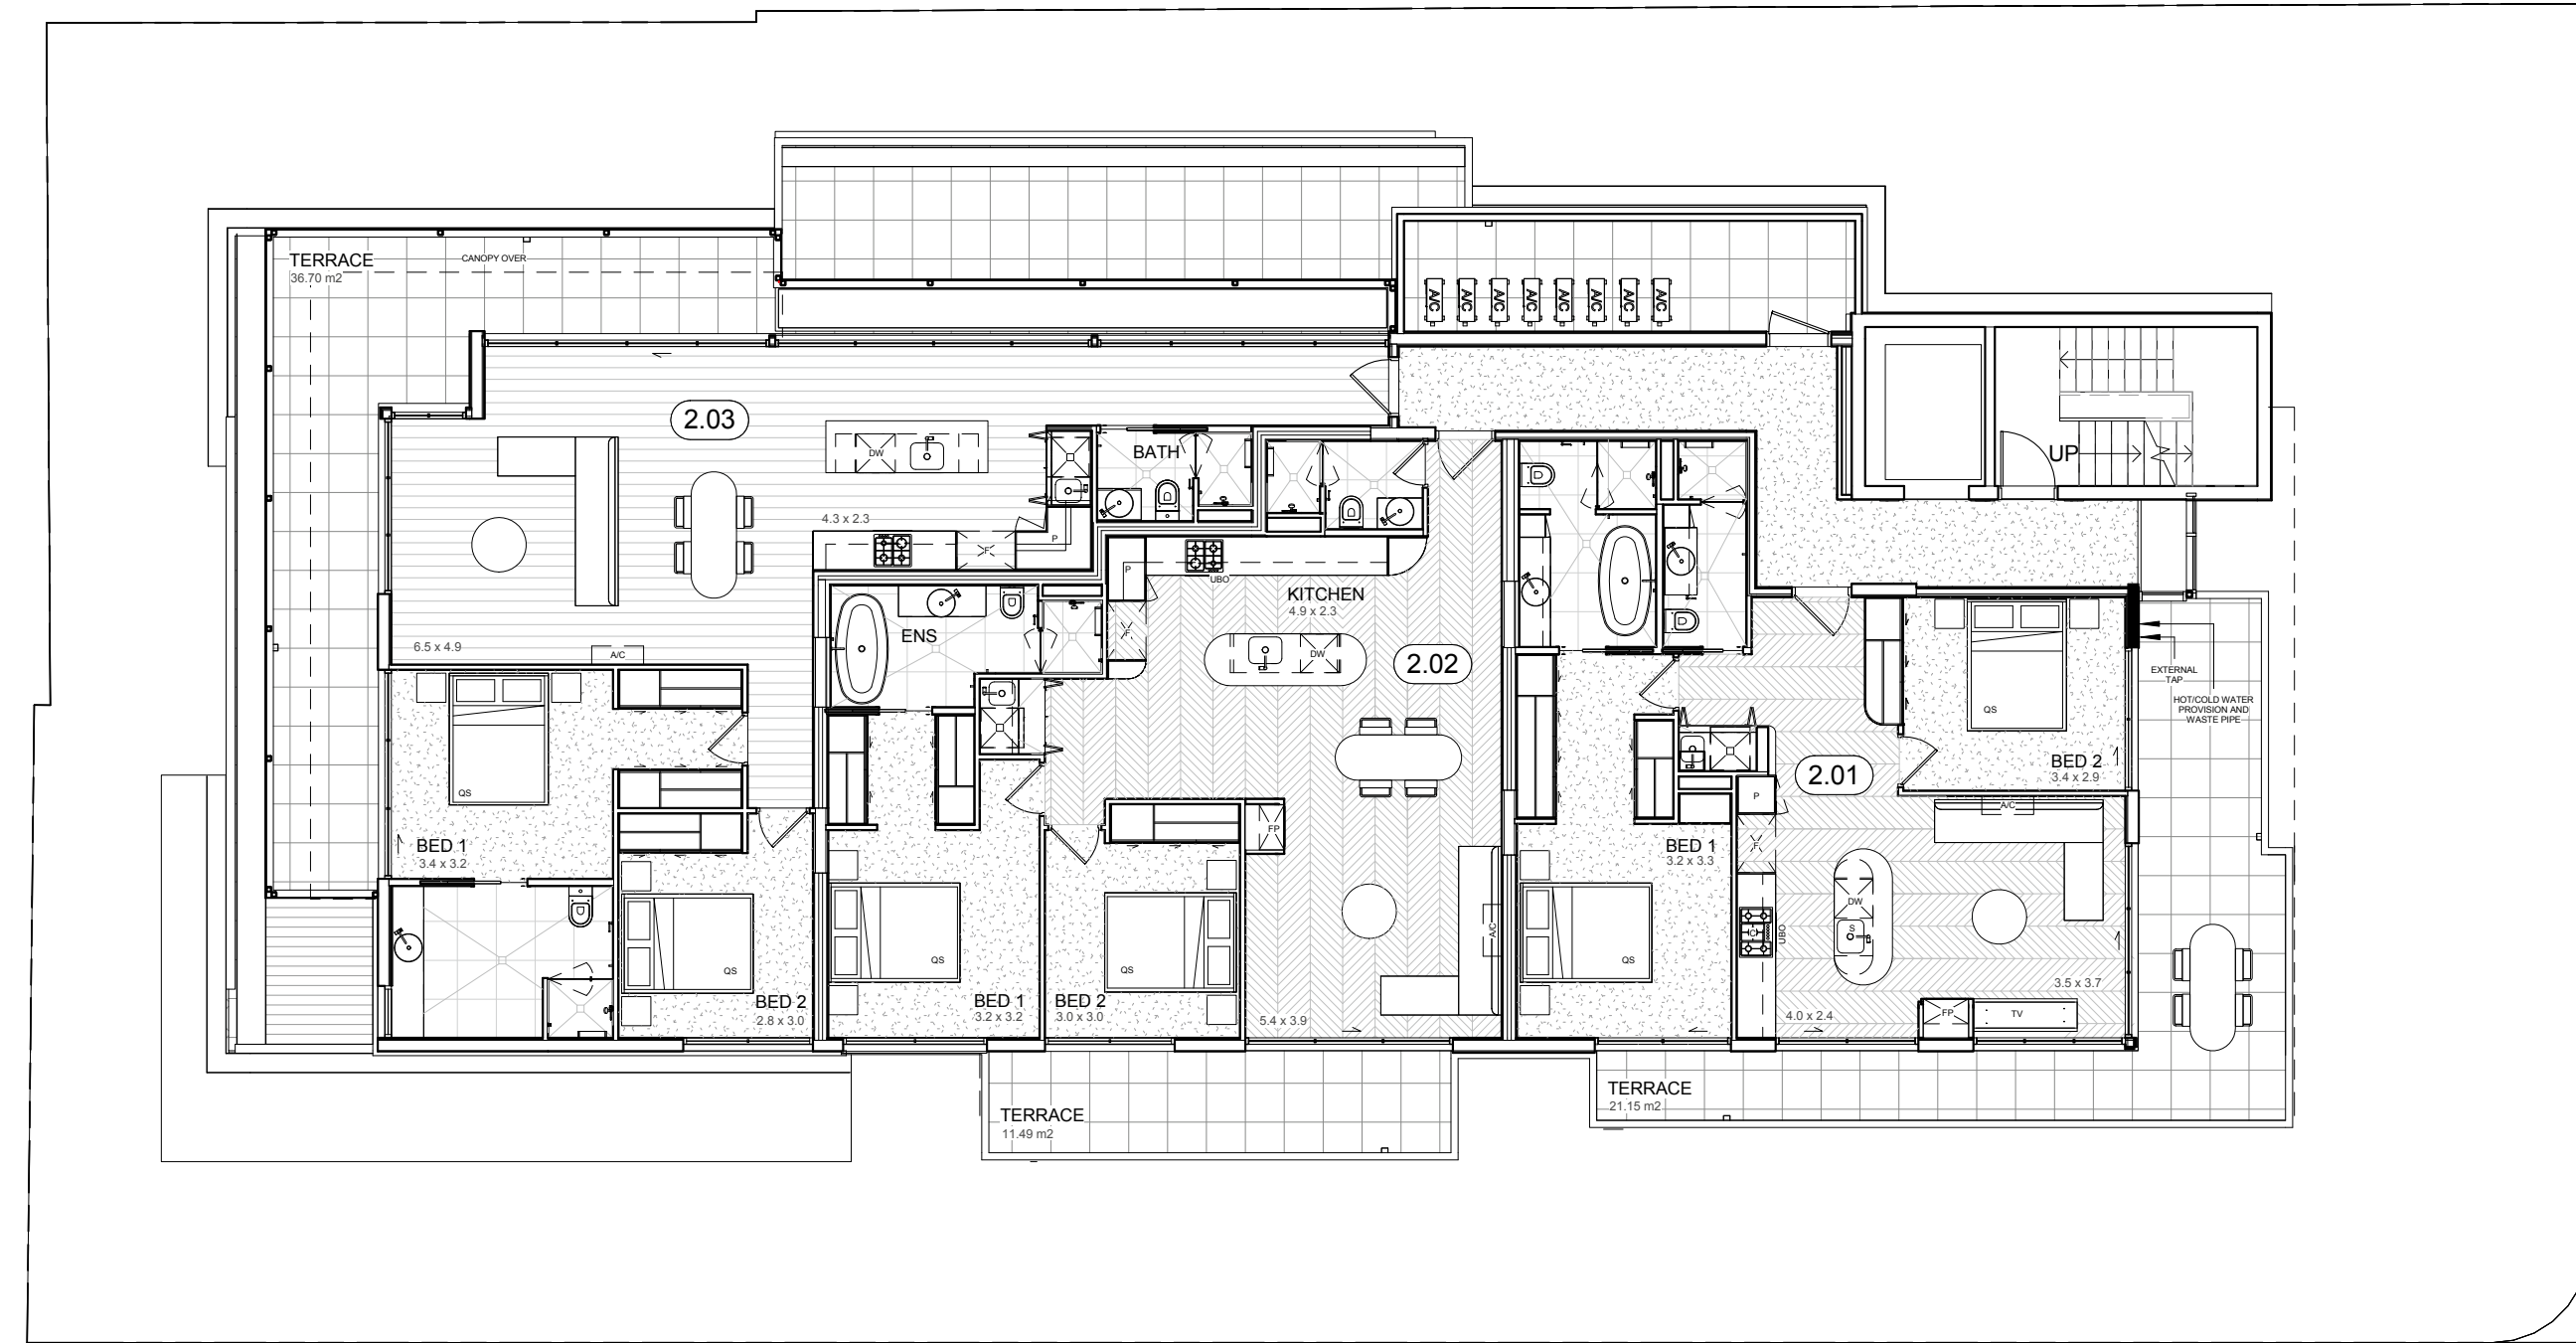 TERRACE
36.70 m2
CANOPY OVER
A/C
A/C
A/C
A/C
A/C
A/C
A/C
A/C
2.03
DW
BATH
UP
4.3 x 2.3
F
P
P
UBO
KITCHEN
4.9 x 2.3
F
ENS
6.5 x 4.9
A/C
DW
2.02
EXTERNAL
TAP
HOT/COLD WATER
PROVISION AND
WASTE PIPE
QS
BED 2
3.4 x 2.9
2.01
P
A/C
QS
BED 1
3.4 x 3.2
FP
BED 1
3.2 x 3.3
F
DW
S
C
UBO
A/C
QS
QS
QS
QS
BED 2
2.8 x 3.0
BED 1
3.2 x 3.2
BED 2
3.0 x 3.0
5.4 x 3.9
3.5 x 3.7
4.0 x 2.4
FP
TV
TERRACE
11.49 m2
TERRACE
21.15 m2